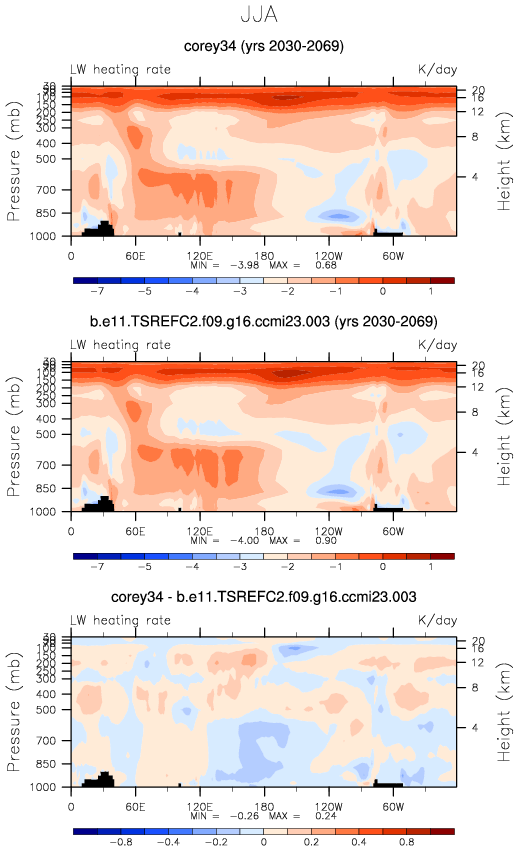 JJA
corey34 (yrs 2030-2069)
LW heating rate K/day
Pressure (mb)
30
100
150
200
250
300
400
500
700
850
1000
Height (km)
20
16
12
8
4
0 60E 120E 180 120W 60W
MIN = -3.98 MAX = 0.68
-7 -5 -4 -3 -2 -1 0 1
b.e11.TSREFC2.f09.g16.ccmi23.003 (yrs 2030-2069)
LW heating rate K/day
Pressure (mb)
30
100
150
200
250
300
400
500
700
850
1000
Height (km)
20
16
12
8
4
0 60E 120E 180 120W 60W
MIN = -4.00 MAX = 0.90
-7 -5 -4 -3 -2 -1 0 1
corey34 - b.e11.TSREFC2.f09.g16.ccmi23.003
LW heating rate K/day
Pressure (mb)
30
100
150
200
250
300
400
500
700
850
1000
Height (km)
20
16
12
8
4
0 60E 120E 180 120W 60W
MIN = -0.26 MAX = 0.24
-0.8 -0.4 -0.2 0 0.2 0.4 0.8